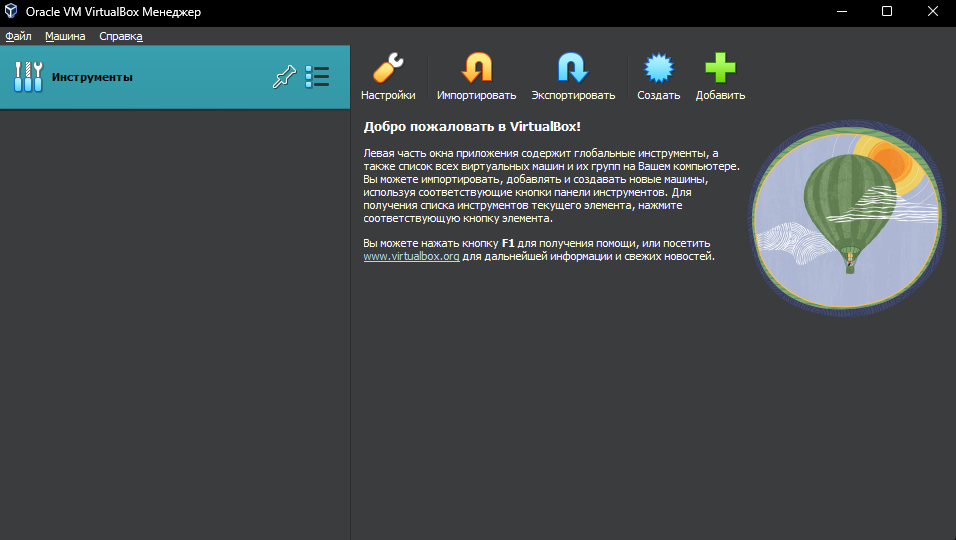 Oracle VM VirtualBox Менеджер
Файл Машина Справка
Инструменты
Настройки Импортировать Экспортировать Создать Добавить
Добро пожаловать в VirtualBox!
Левая часть окна приложения содержит глобальные инструменты, а
также список всех виртуальных машин и их групп на Вашем компьютере.
Вы можете импортировать, добавлять и создавать новые машины,
используя соответствующие кнопки панели инструментов. Для
получения списка инструментов текущего элемента, нажмите
соответствующую кнопку элемента.
Вы можете нажать кнопку F1 для получения помощи, или посетить
www.virtualbox.org для дальнейшей информации и свежих новостей.